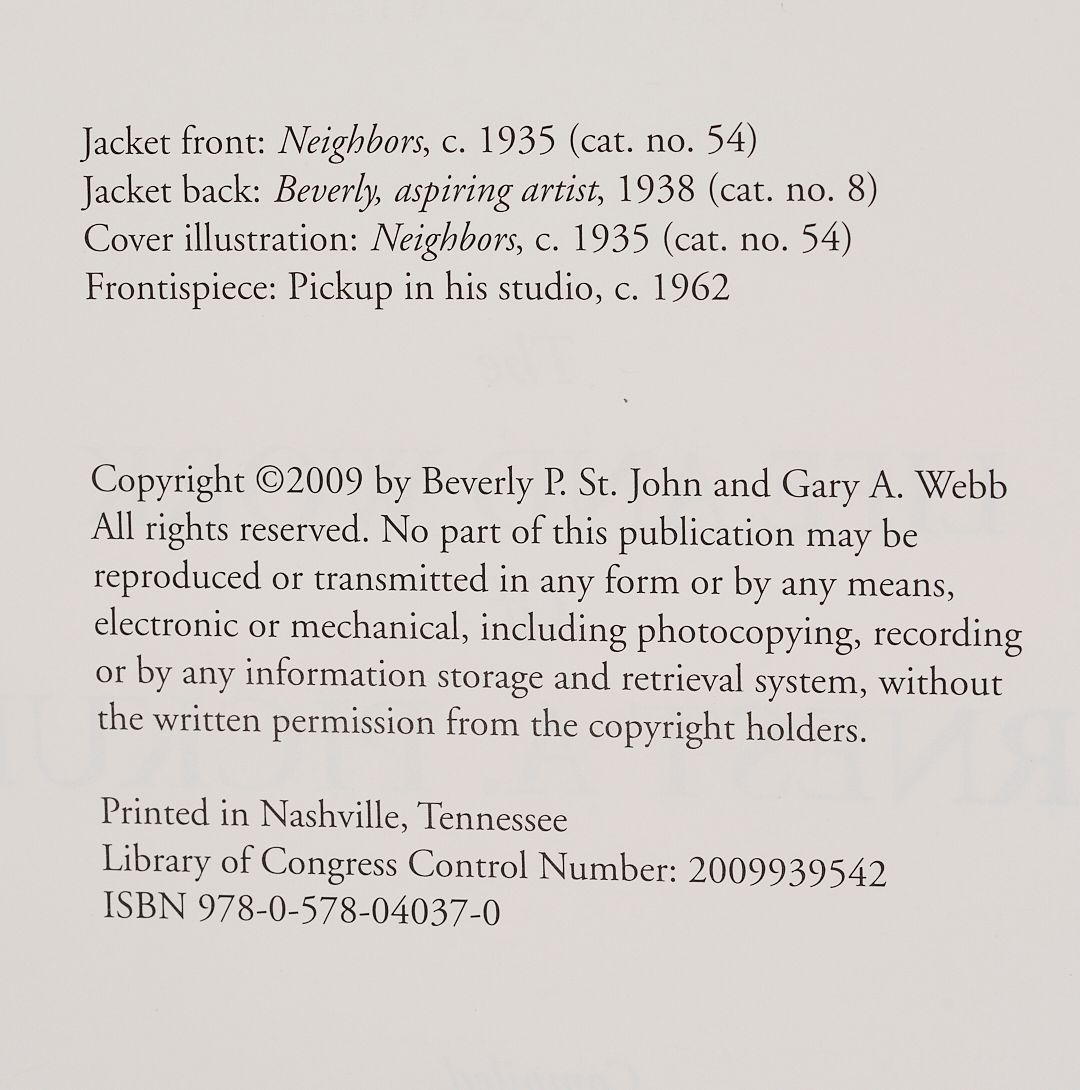 Jacket front: Neighbors, c. 1935 (cat. no. 54)
Jacket back: Beverly, aspiring artist, 1938 (cat. no. 8)
Cover illustration: Neighbors, c. 1935 (cat. no. 54)
Frontispiece: Pickup in his studio, c. 1962
Copyright ©2009 by Beverly P. St. John and Gary A. Webb
All rights reserved. No part of this publication may be
reproduced or transmitted in any form or by any means,
electronic or mechanical, including photocopying, recording
or by any information storage and retrieval system, without
the written permission from the copyright holders.
Printed in Nashville, Tennessee
Library of Congress Control Number: 2009939542
ISBN 978-0-578-04037-0